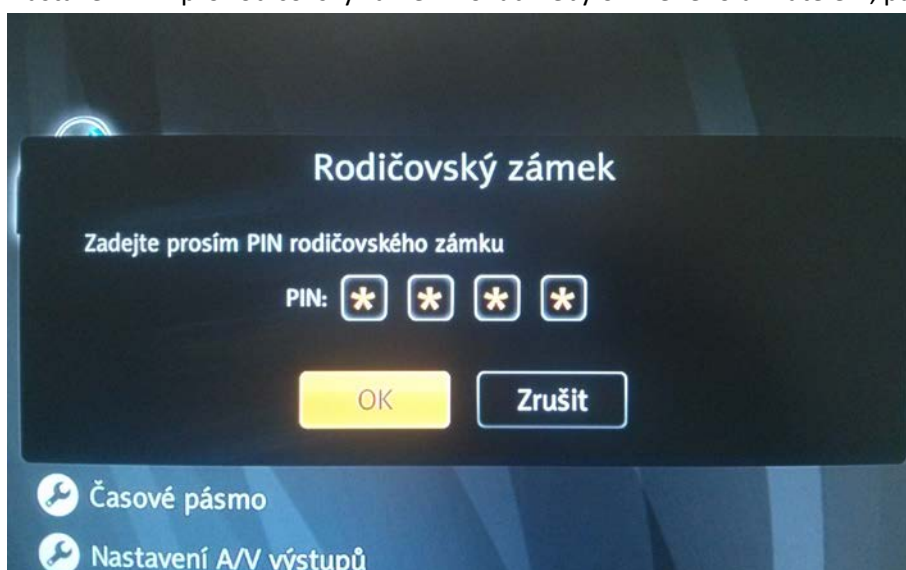 Rodičovský zámek
Zadejte prosím PIN rodičovského zámku
PIN: * * * *
OK Zrušit
Časové pásmo
Nastavení A/V výstupů